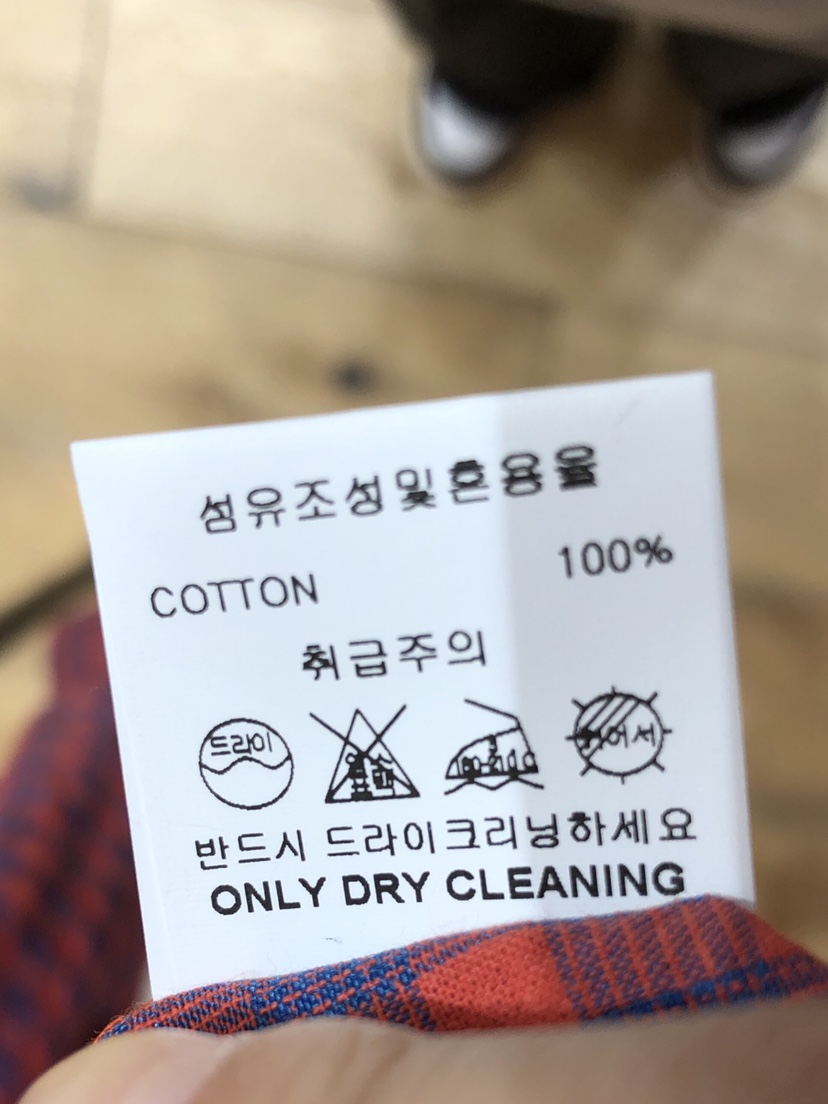 섬유조성및혼용율
COTTON 100%
취급주의
드라이
반드시 드라이크리닝하세요
ONLY DRY CLEANING